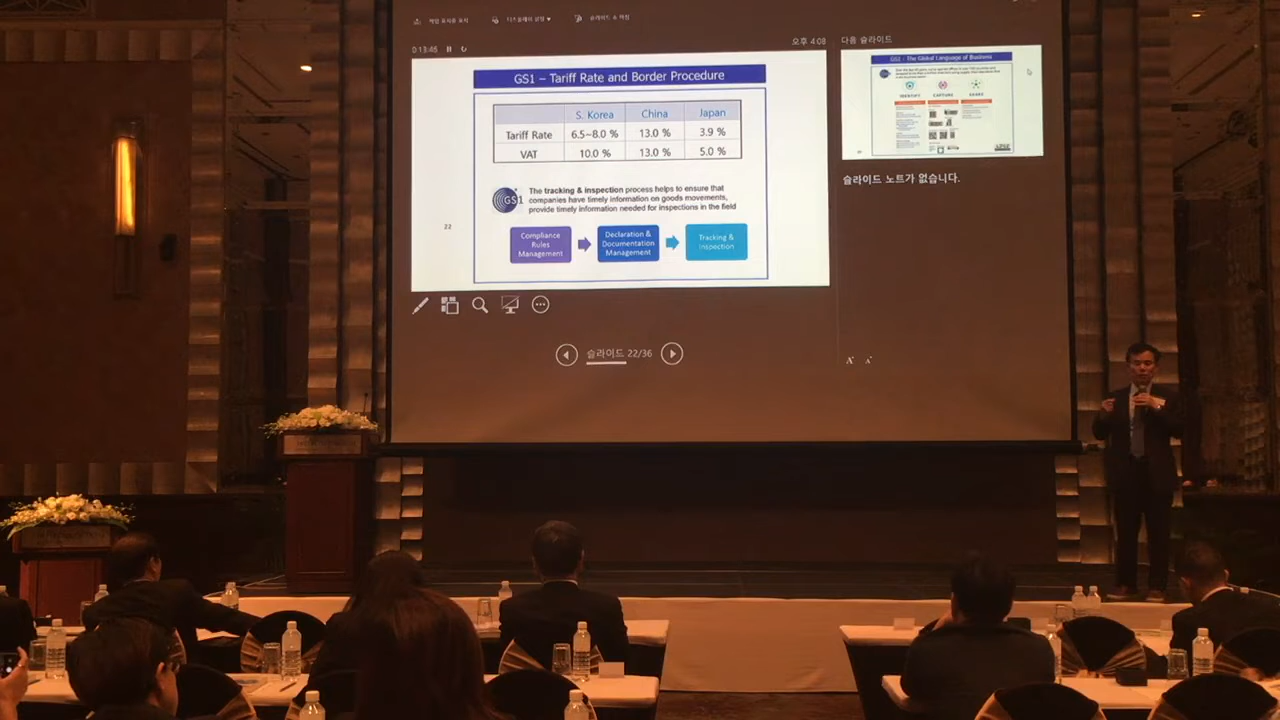 0:13:46
오후 4:08
다음 슬라이드
GS1 – Tariff Rate and Border Procedure
S. Korea China Japan
Tariff Rate 6.5~8.0 % 13.0 % 3.9 %
VAT 10.0 % 13.0 % 5.0 %
GS1
The tracking & inspection process helps to ensure that
companies have timely information on goods movements,
provide timely information needed for inspections in the field
22
Compliance
Rules
Management
Declaration &
Documentation
Management
Tracking &
Inspection
슬라이드 22/36
GS1 - The Global Language of Business
IDENTIFY CAPTURE SHARE
슬라이드 노트가 없습니다.